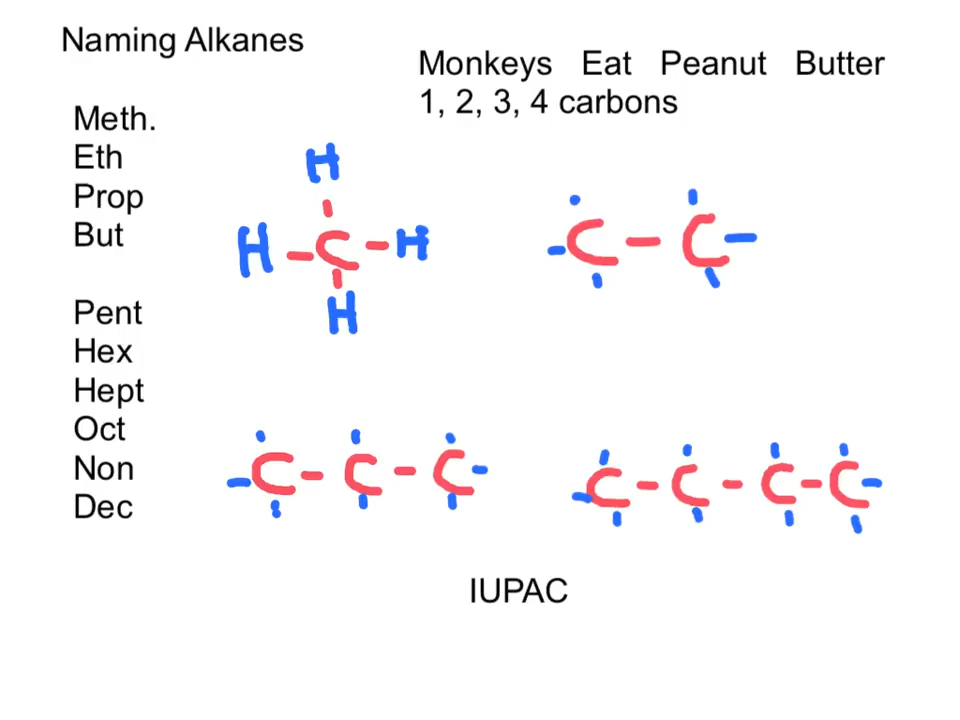 Naming Alkanes
Monkeys Eat Peanut Butter
1, 2, 3, 4 carbons
Meth.
Eth
Prop
But
Pent
Hex
Hept
Oct
Non
Dec
H
H - C - H
H
C - C
C - C - C
C - C - C - C
IUPAC